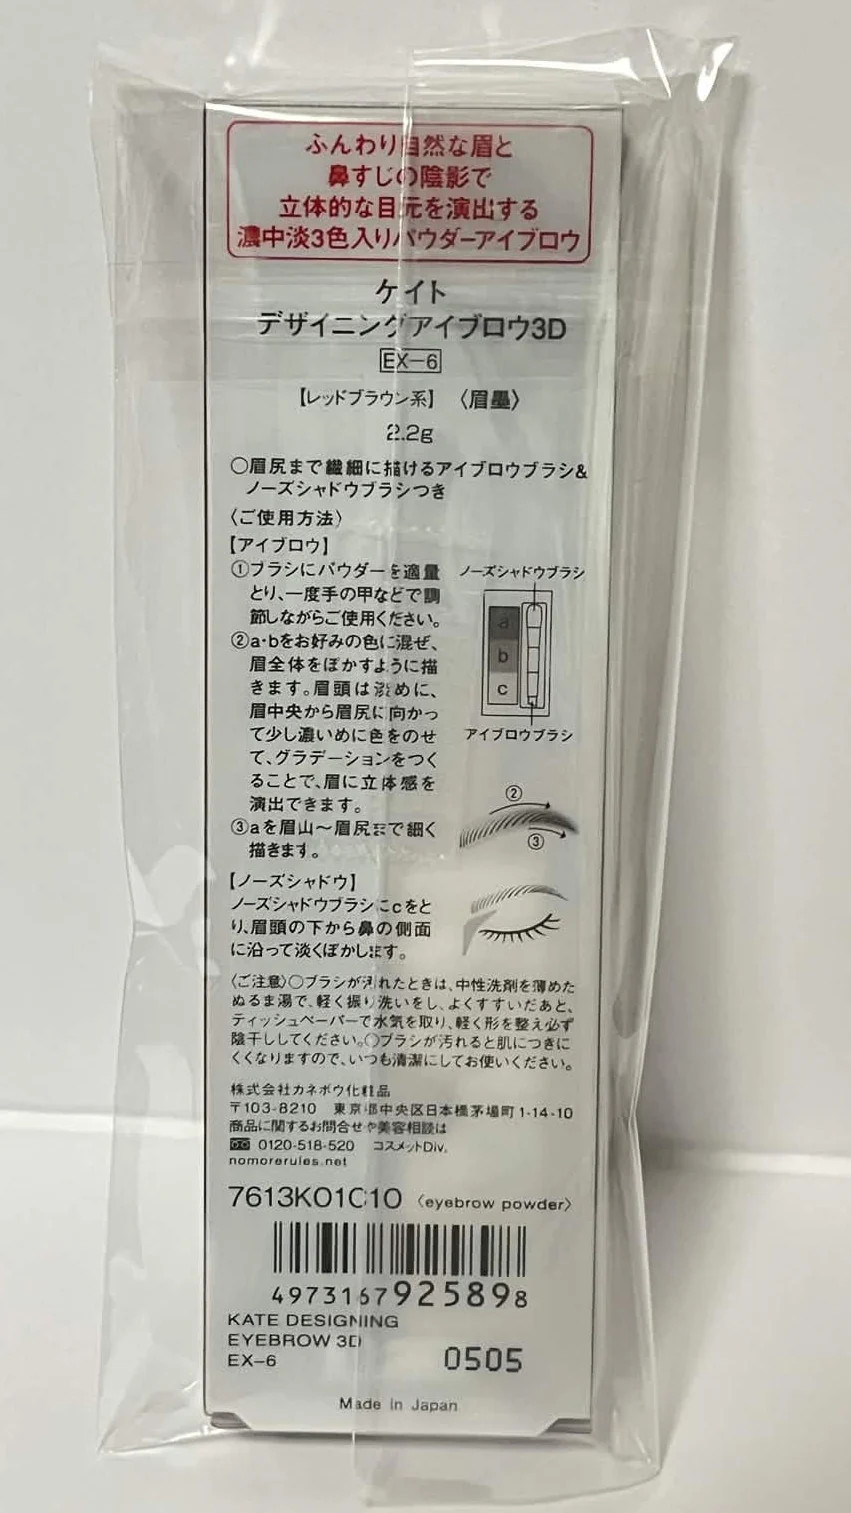 ふんわり自然な眉と
鼻すじの陰影で
立体的な目元を演出する
濃中淡3色入りパウダーアイブロウ
ケイト
デザイニングアイブロウ3D
EX-6
【レッドブラウン系】〈眉墨〉
2.2g
○眉尻まで繊細に描けるアイブロウブラシ&
ノーズシャドウブラシつき
〈ご使用方法〉
【アイブロウ】
①ブラシにパウダーを適量
とり、一度手の甲などで調
節しながらご使用ください。
②a・bをお好みの色に混ぜ、
眉全体をぼかすように描
きます。眉頭は淡めに、
眉中央から眉尻に向かっ
て少し濃いめに色をのせ
て、グラデーションをつく
ることで、眉に立体感を
演出できます。
③aを眉山～眉尻まで細く
描きます。
ノーズシャドウブラシ
a
b
c
アイブロウブラシ
②
③
【ノーズシャドウ】
ノーズシャドウブラシにcをと
り、眉頭の下から鼻の側面
に沿って淡くぼかします。
〈ご注意〉○ブラシが汚れたときは、中性洗剤を薄めた
ぬるま湯で、軽く振り洗いをし、よくすすいだあと、
ティッシュペーパーで水気を取り、軽く形を整え必ず
陰干ししてください。○ブラシが汚れると肌につきに
くくなりますので、いつも清潔にしてお使いください。
株式会社カネボウ化粧品
〒103-8210 東京都中央区日本橋茅場町1-14-10
商品に関するお問合せや美容相談は
0120-518-520 コスメットDiv.
nomorerules.net
7613K01C10 〈eyebrow powder〉
4973167925898
KATE DESIGNING
EYEBROW 3D
EX-6
0505
Made in Japan